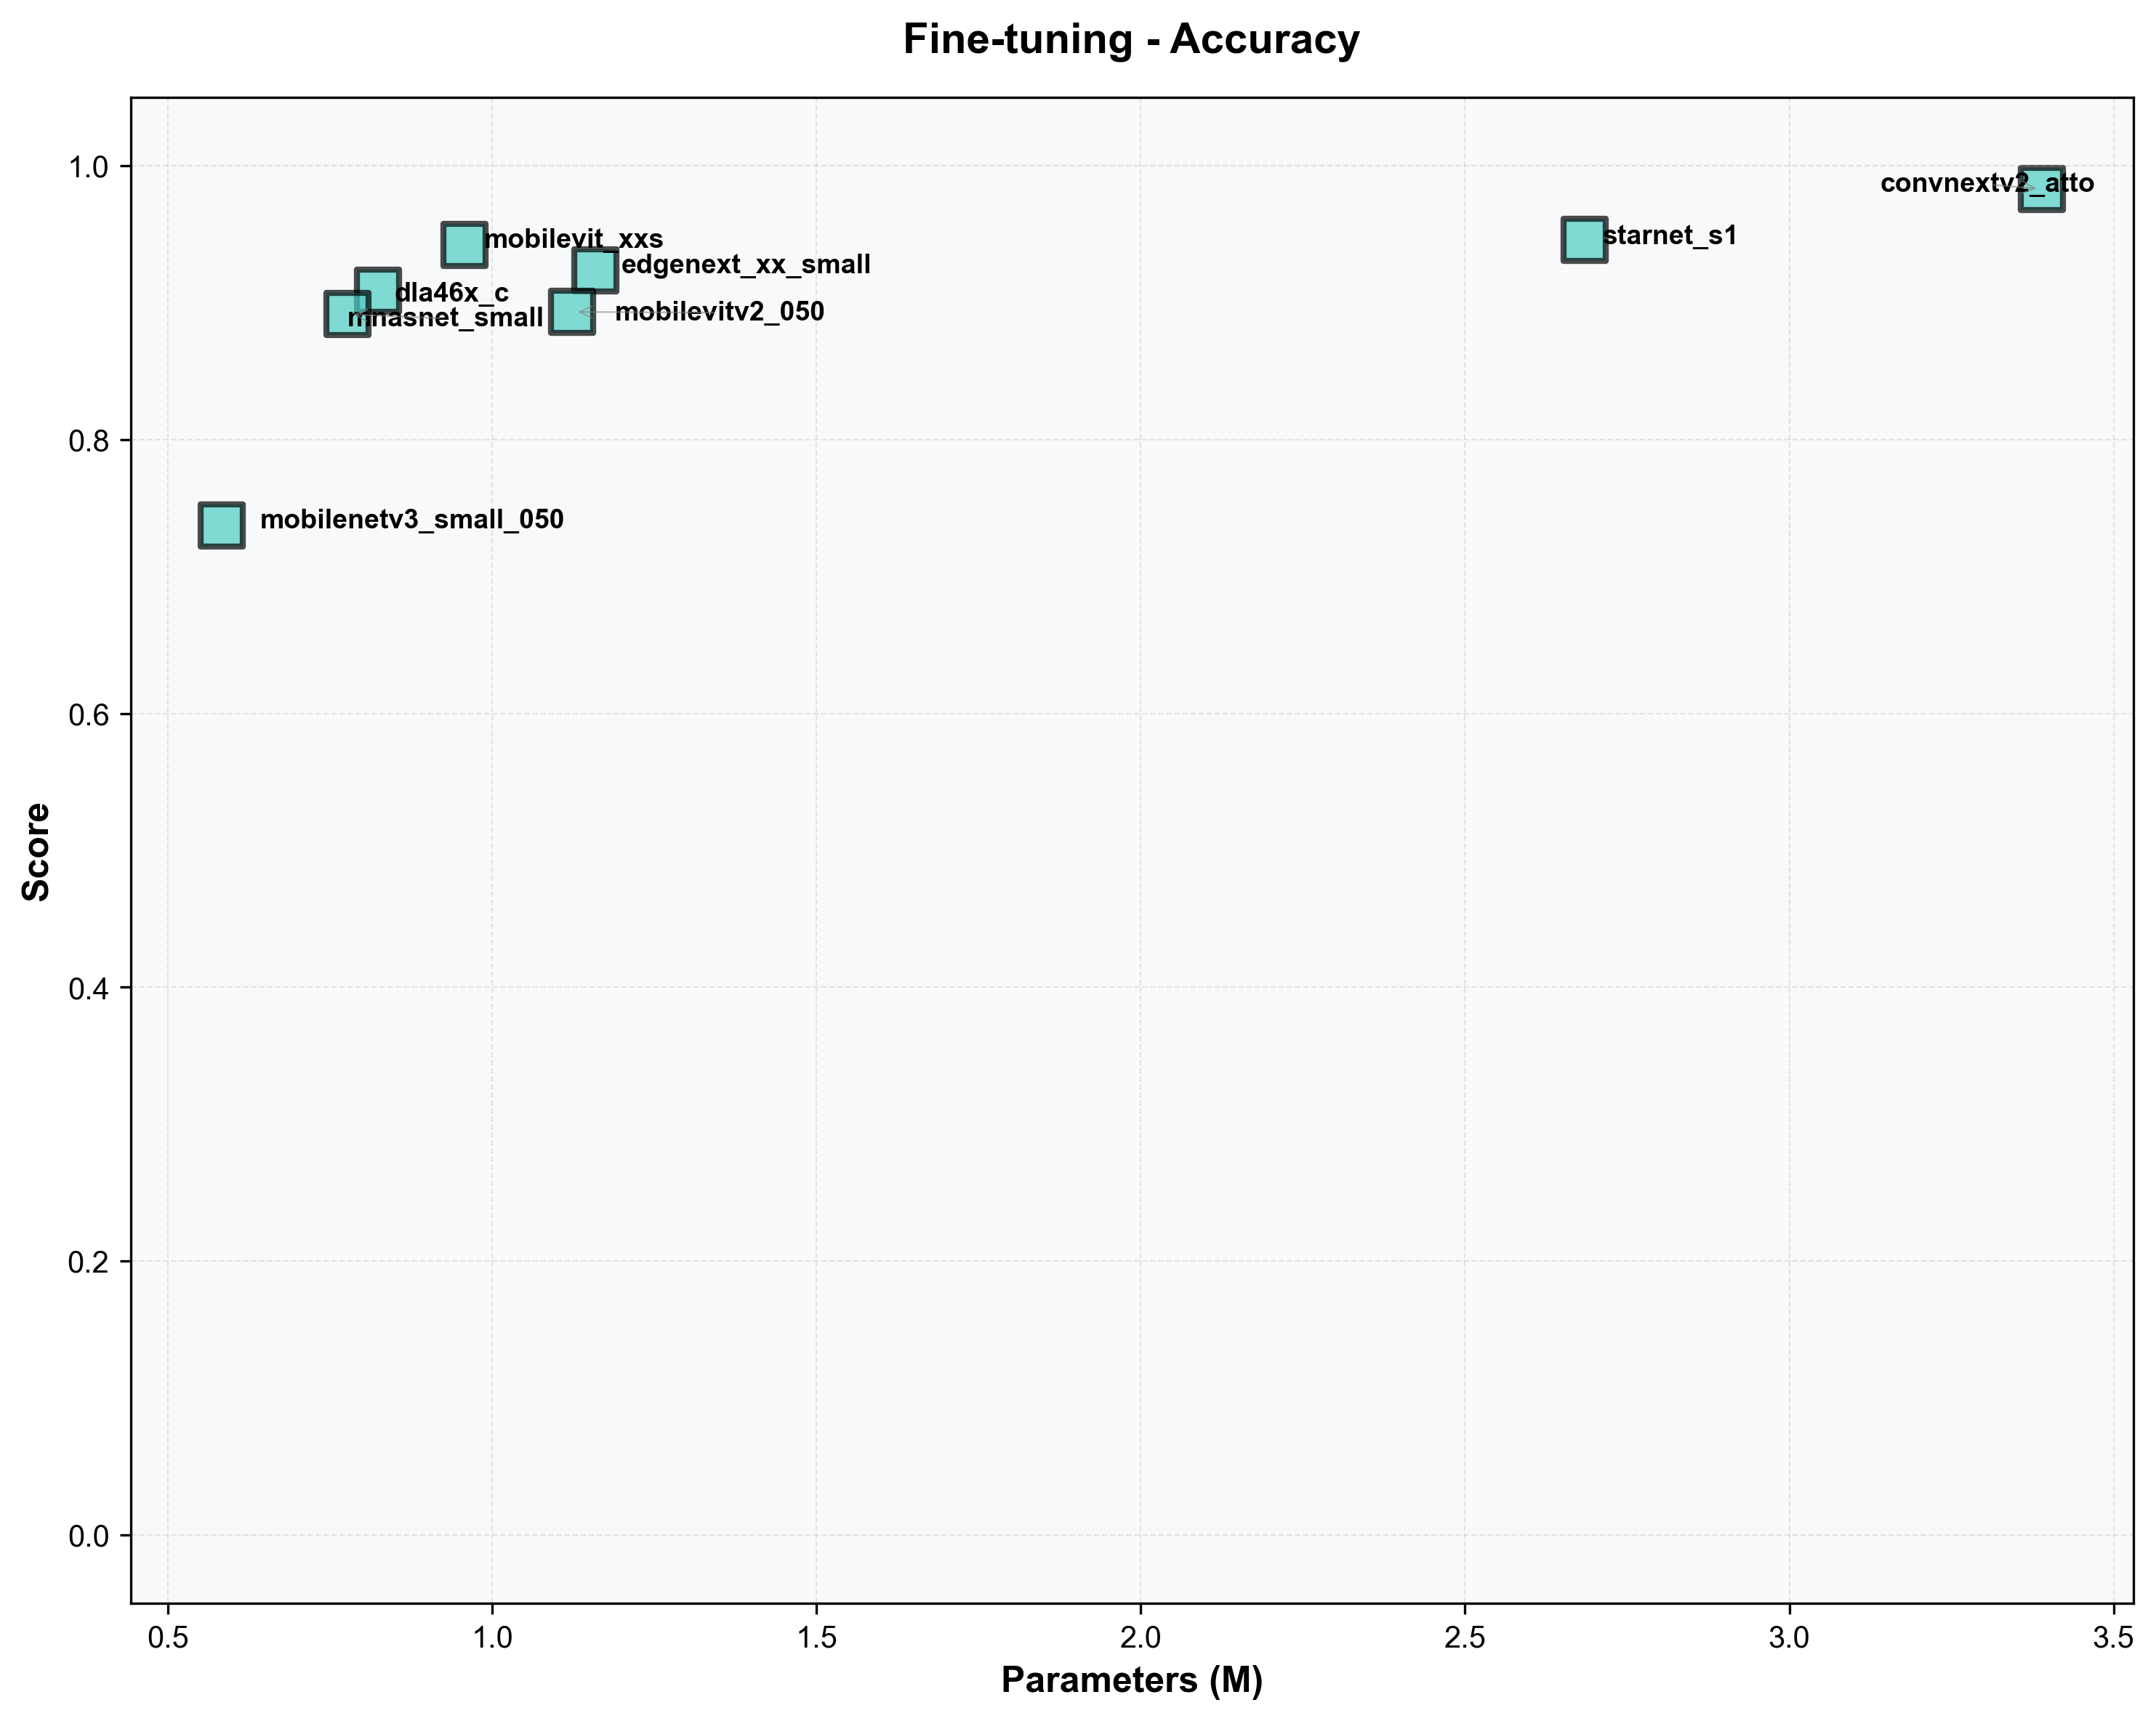 Fine-tuning - Accuracy
1.0
convnextv2_atto
starnet_s1
mobilevit_xxs
edgenext_xx_small
dla46x_c
mobilevitv2_050
mnasnet_small
0.8
mobilenetv3_small_050
0.6
Score
0.4
0.2
0.0
0.5 1.0 1.5 2.0 2.5 3.0 3.5
Parameters (M)